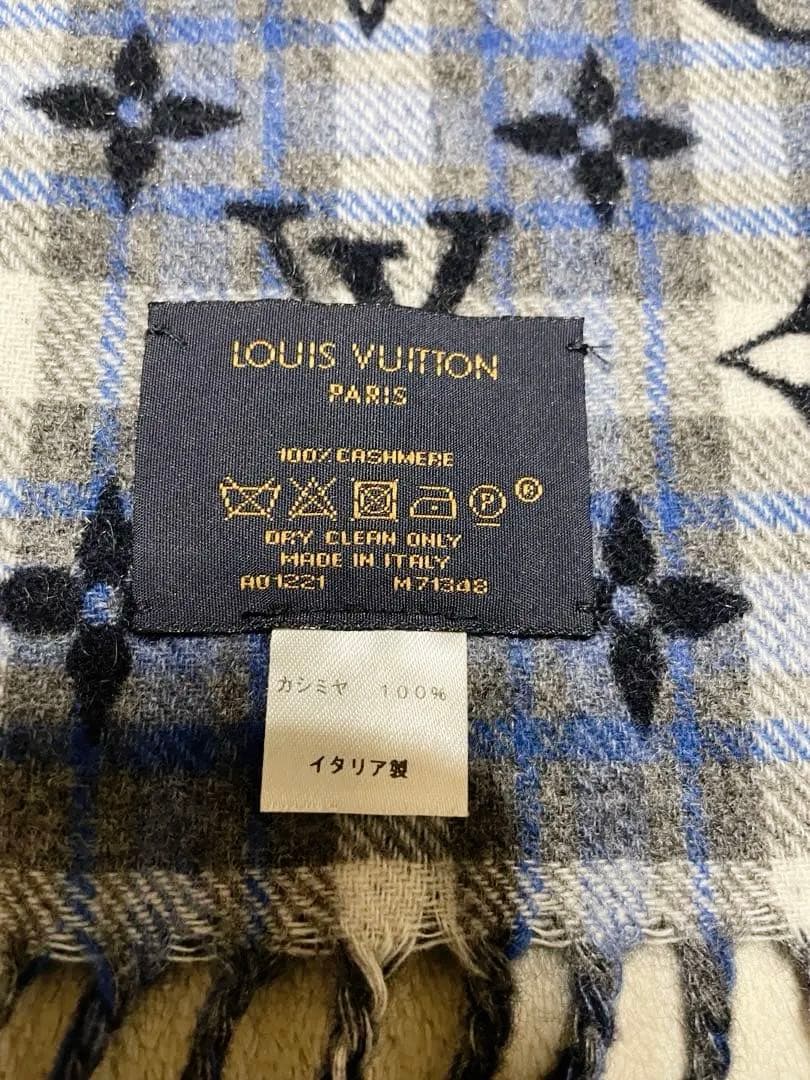 LOUIS VUITTON
PARIS
100% CASHMERE
P ®
DRY CLEAN ONLY
MADE IN ITALY
AO1221 M71348
カシミヤ 100%
イタリア製